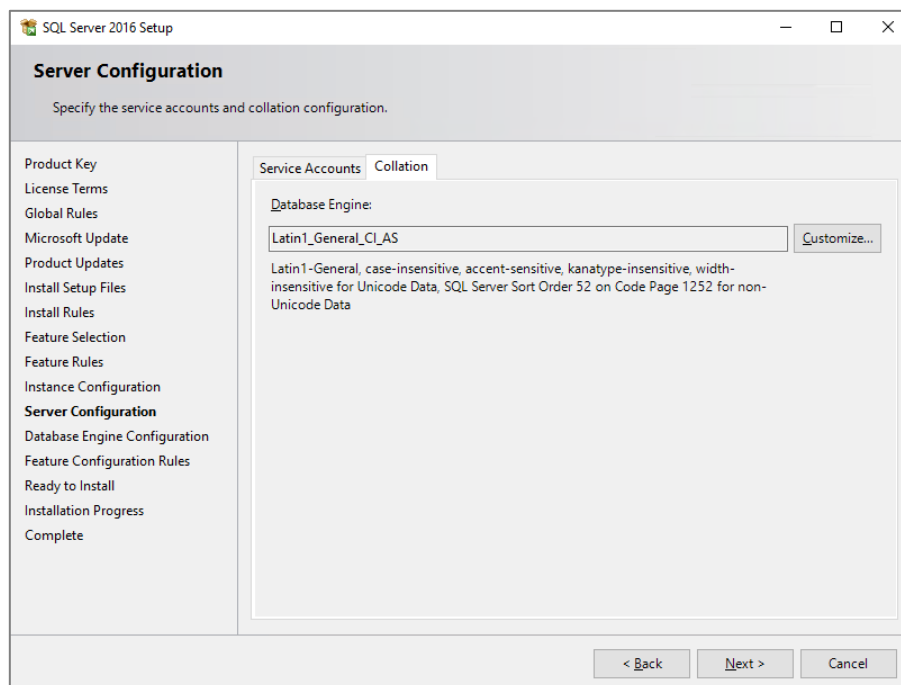 SQL Server 2016 Setup
Server Configuration
Specify the service accounts and collation configuration.
Product Key
License Terms
Global Rules
Microsoft Update
Product Updates
Install Setup Files
Install Rules
Feature Selection
Feature Rules
Instance Configuration
Server Configuration
Database Engine Configuration
Feature Configuration Rules
Ready to Install
Installation Progress
Complete
Service Accounts Collation
Database Engine:
Latin1_General_CI_AS Customize...
Latin1-General, case-insensitive, accent-sensitive, kanatype-insensitive, width-
insensitive for Unicode Data, SQL Server Sort Order 52 on Code Page 1252 for non-
Unicode Data
< Back Next > Cancel